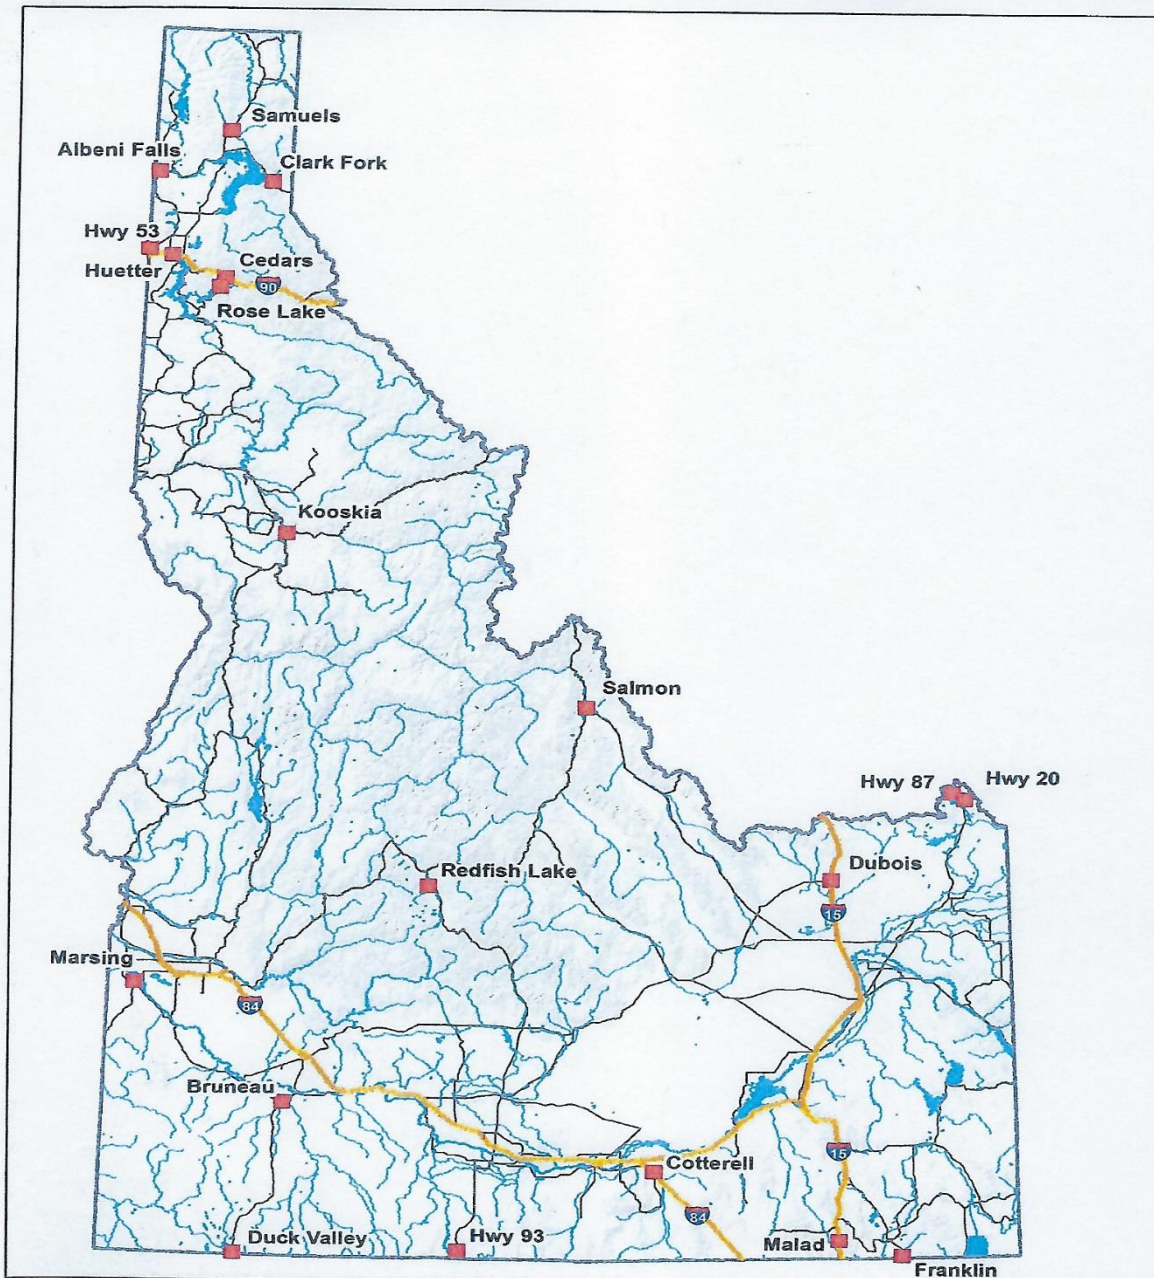 Samuels
Albeni Falls
Clark Fork
Hwy 53
Cedars
Huetter
90
Rose Lake
Kooskia
Salmon
Hwy 87
Hwy 20
Dubois
Redfish Lake
15
Marsing
84
Bruneau
15
Cotterell
84
Duck Valley
Hwy 93
Malad
Franklin